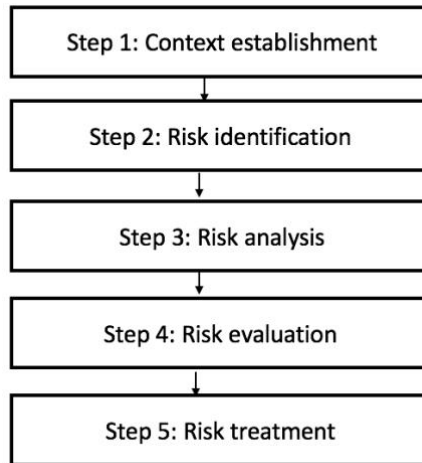 Step 1: Context establishment
Step 2: Risk identification
Step 3: Risk analysis
Step 4: Risk evaluation
Step 5: Risk treatment